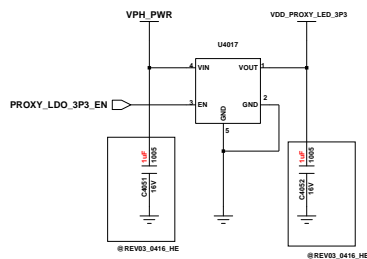 VPH_PWR
VDD_PROXY_LED_3P3
U4017
4 VIN VOUT 1
PROXY_LDO_3P3_EN 3 EN GND 2
GND
5
1uF 1005
C4051 16V
1uF 1005
C4052 16V
@REV03_0416_HE
@REV03_0416_HE